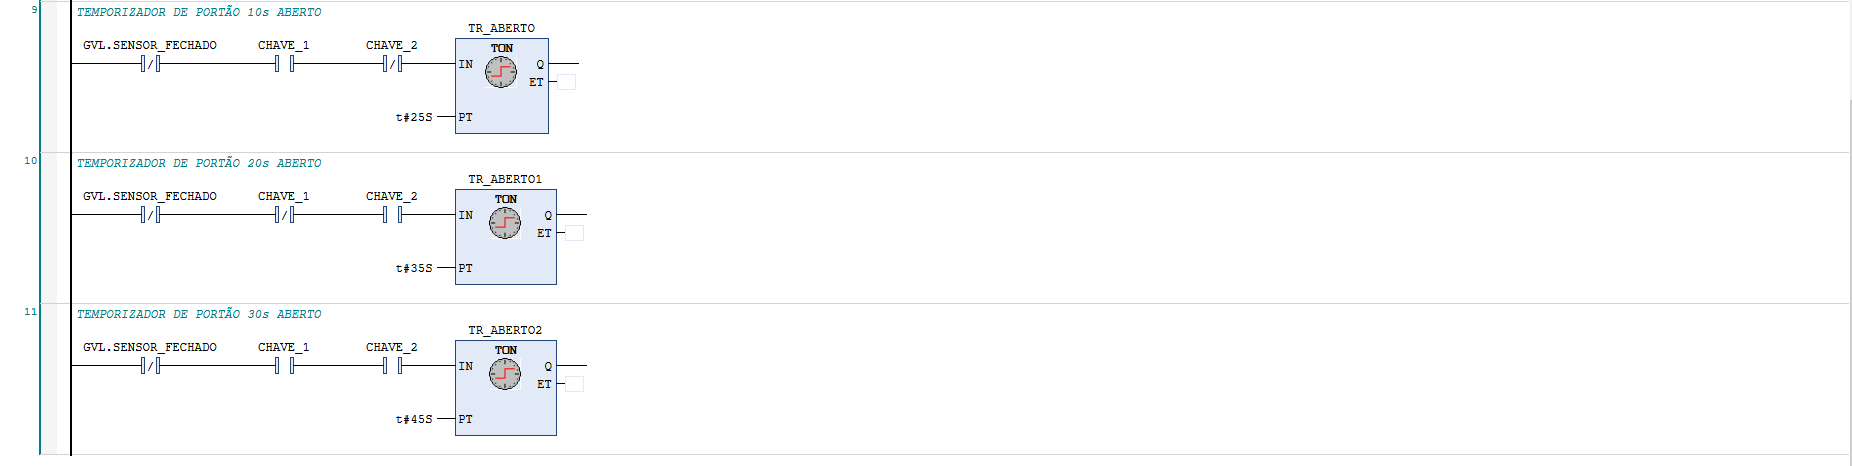 9
TEMPORIZADOR DE PORTÃO 10s ABERTO
TR_ABERTO
GVL.SENSOR_FECHADO CHAVE_1 CHAVE_2
TON
IN Q
ET
t#25S PT
10
TEMPORIZADOR DE PORTÃO 20s ABERTO
TR_ABERTO1
GVL.SENSOR_FECHADO CHAVE_1 CHAVE_2
TON
IN Q
ET
t#35S PT
11
TEMPORIZADOR DE PORTÃO 30s ABERTO
TR_ABERTO2
GVL.SENSOR_FECHADO CHAVE_1 CHAVE_2
TON
IN Q
ET
t#45S PT